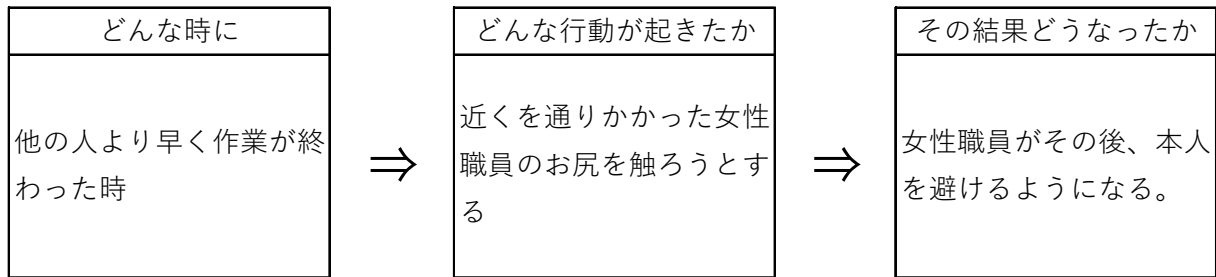 どんな時に
他の人より早く作業が終
わった時
⇒
どんな行動が起きたか
近くを通りかかった女性
職員のお尻を触ろうとす
る
⇒
その結果どうなったか
女性職員がその後、本人
を避けるようになる。